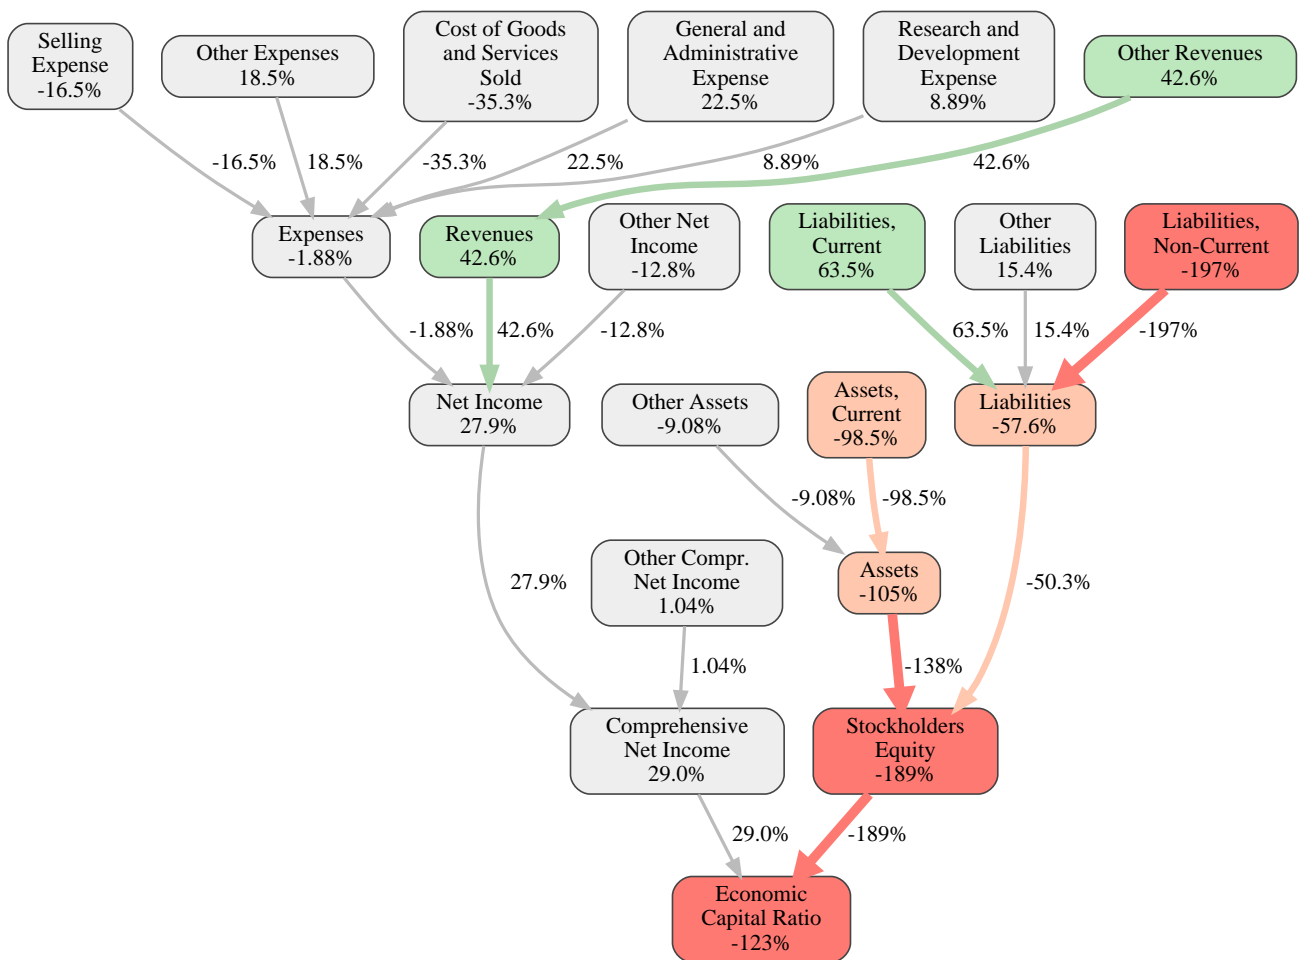 Selling
Expense
-16.5%
Other Expenses
18.5%
Cost of Goods
and Services
Sold
-35.3%
General and
Administrative
Expense
22.5%
Research and
Development
Expense
8.89%
Other Revenues
42.6%
-16.5%
18.5%
-35.3%
22.5%
8.89%
42.6%
Expenses
-1.88%
Revenues
42.6%
Other Net
Income
-12.8%
Liabilities,
Current
63.5%
Other
Liabilities
15.4%
Liabilities,
Non-Current
-197%
-1.88%
42.6%
-12.8%
63.5%
15.4%
-197%
Net Income
27.9%
Other Assets
-9.08%
Assets,
Current
-98.5%
Liabilities
-57.6%
-9.08%
-98.5%
Other Compr.
Net Income
1.04%
Assets
-105%
27.9%
-50.3%
1.04%
-138%
Comprehensive
Net Income
29.0%
Stockholders
Equity
-189%
29.0%
-189%
Economic
Capital Ratio
-123%